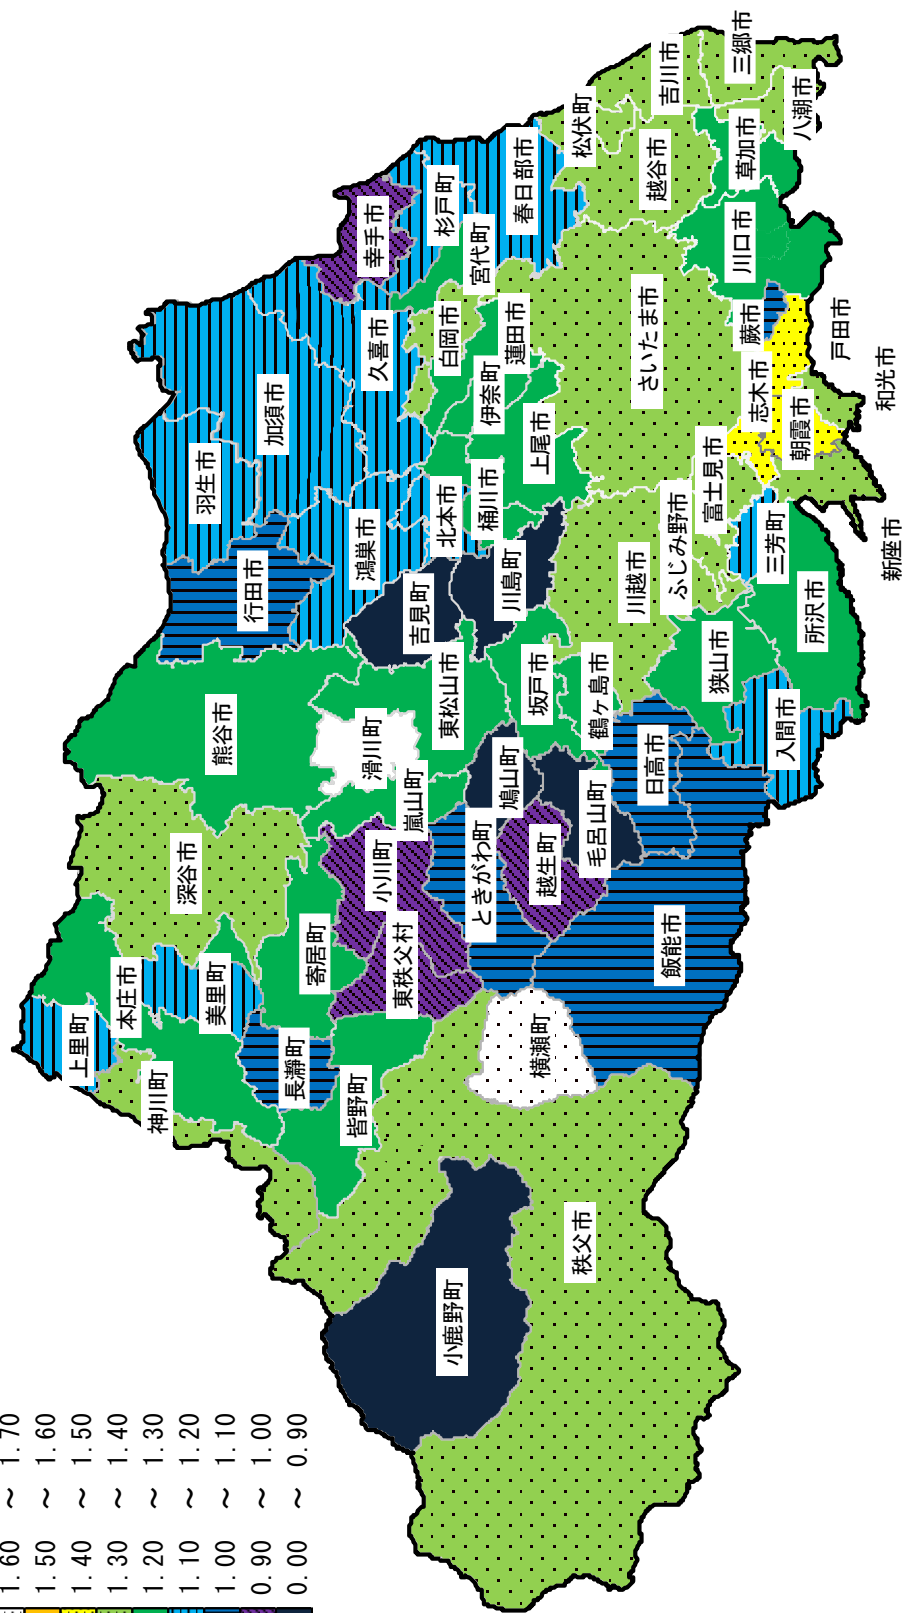 1.60 ～ 1.70
1.50 ～ 1.60
1.40 ～ 1.50
1.30 ～ 1.40
1.20 ～ 1.30
1.10 ～ 1.20
1.00 ～ 1.10
0.90 ～ 1.00
0.00 ～ 0.90
上里町
本庄市
神川町
美里町
深谷市
熊谷市
長瀞町
皆野町
寄居町
小川町
東秩父村
嵐山町
滑川町
行田市
羽生市
加須市
鴻巣市
久喜市
幸手市
杉戸町
宮代町
春日部市
白岡市
蓮田市
伊奈町
上尾市
桶川市
北本市
吉見町
川島町
東松山市
坂戸市
鶴ヶ島市
鳩山町
ときがわ町
越生町
毛呂山町
日高市
飯能市
横瀬町
小鹿野町
秩父市
川越市
さいたま市
ふじみ野市
富士見市
三芳町
狭山市
入間市
所沢市
志木市
朝霞市
新座市
和光市
戸田市
蕨市
川口市
草加市
越谷市
松伏町
吉川市
三郷市
八潮市